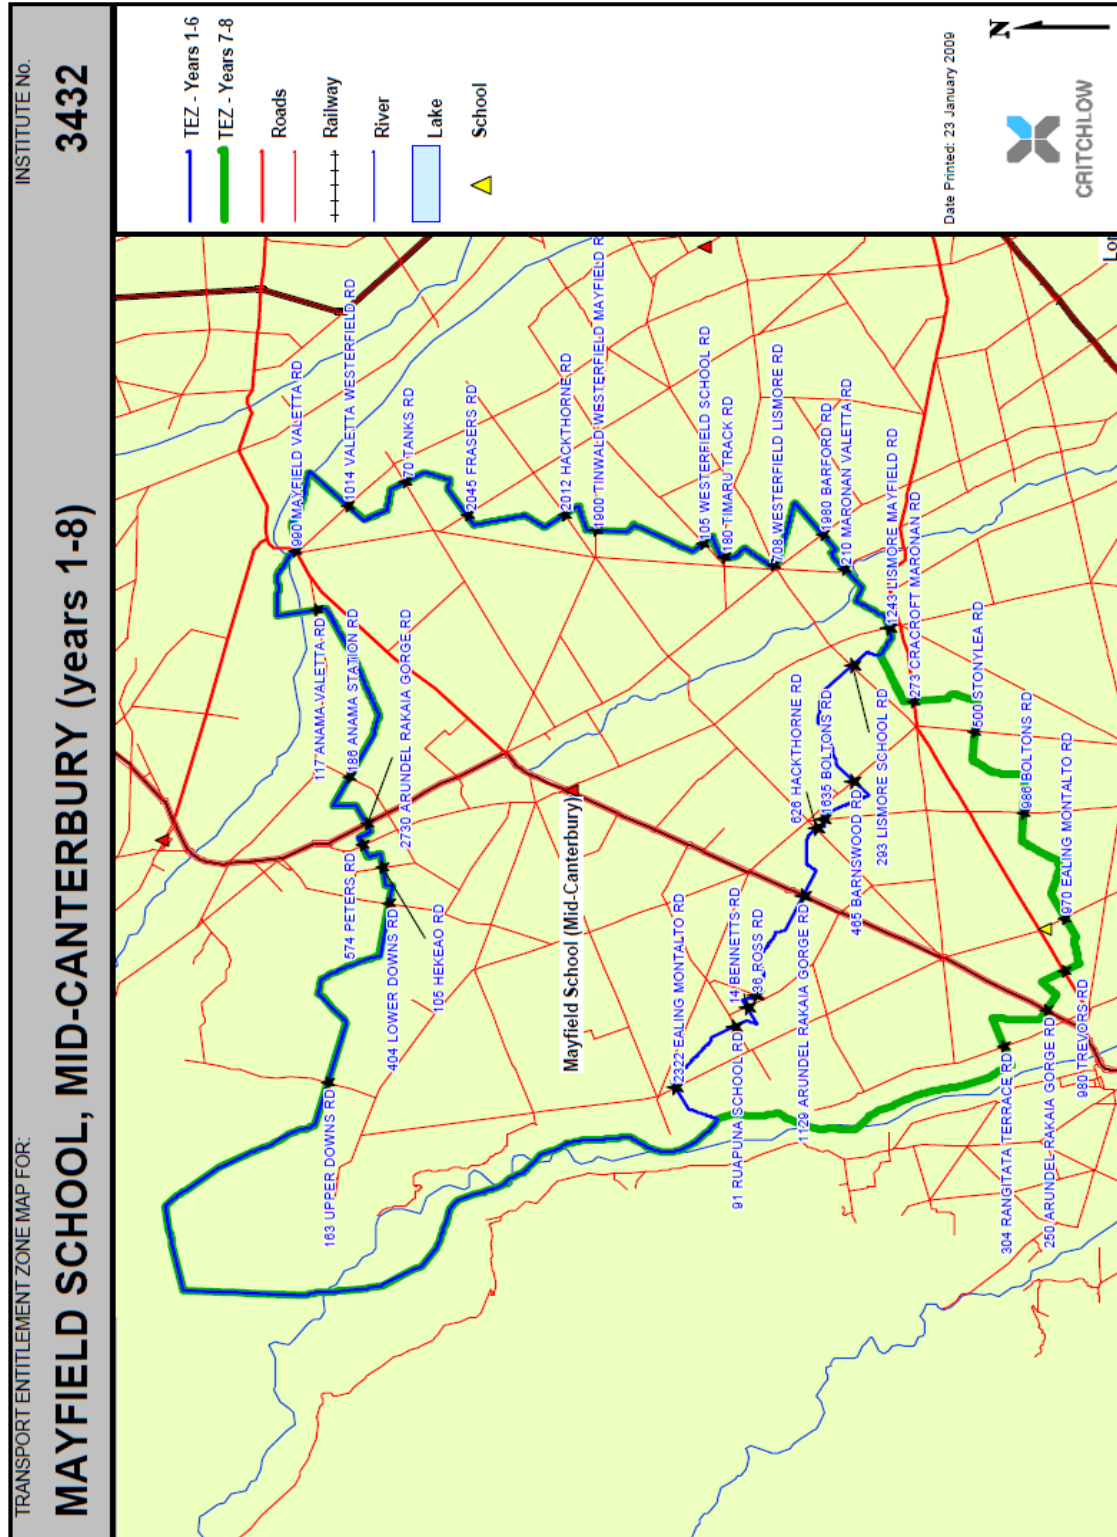 TRANSPORT ENTITLEMENT ZONE MAP FOR:
INSTITUTE No.
MAYFIELD SCHOOL, MID-CANTERBURY (years 1-8)
3432
TEZ - Years 1-6
TEZ - Years 7-8
Roads
Railway
River
Lake
School
Date Printed: 23 January 2009
N
CRITCHLOW
990 MAYFIELD VALETTA RD
1014 VALETTA WESTERFIELD RD
117 ANAMA VALETTA RD
70 TANKS RD
186 ANAMA STATION RD
2730 ARUNDEL RAKAIA GORGE RD
574 PETERS RD
105 HEKEAO RD
404 LOWER DOWNS RD
163 UPPER DOWNS RD
2045 FRASERS RD
2012 HACKTHORNE RD
1900 TINWALD WESTERFIELD MAYFIELD R
Mayfield School (Mid-Canterbury)
105 WESTERFIELD SCHOOL RD
180 TIMARU TRACK RD
708 WESTERFIELD LISMORE RD
1980 BARFORD RD
210 MARONAN VALETTA RD
1243 LISMORE MAYFIELD RD
273 CRACROFT MARONAN RD
626 HACKTHORNE RD
1635 BOLTONS RD
465 BARNSWOOD RD
293 LISMORE SCHOOL RD
2322 EALING MONTALTO RD
14 BENNETTS RD
36 ROSS RD
91 RUAPUNA SCHOOL RD
1129 ARUNDEL RAKAIA GORGE RD
500 STONYLEA RD
986 BOLTONS RD
970 EALING MONTALTO RD
980 TREVORS RD
250 ARUNDEL RAKAIA GORGE RD
304 RANGITATA TERRACE RD